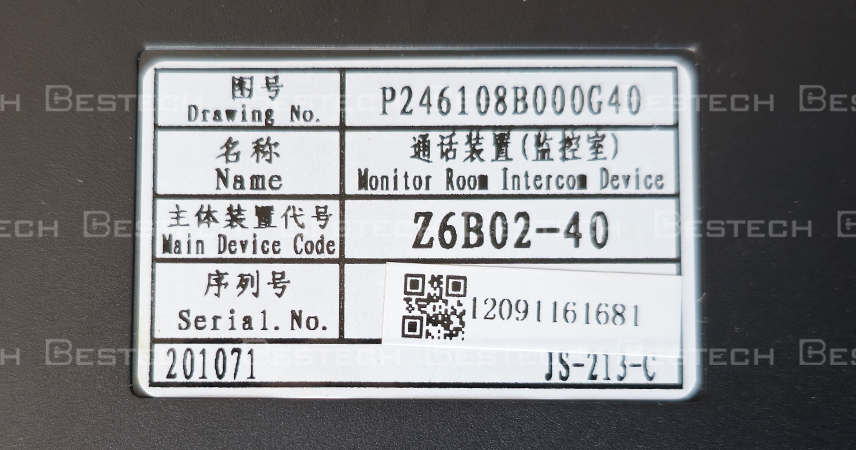 图号
Drawing No.
P246108B000G40
名称
Name
通话装置(监控室)
Monitor Room Intercom Device
主体装置代号
Main Device Code
Z6B02-40
序列号
Serial.No.
12091161681
201071
JS-213-C
BESTECH